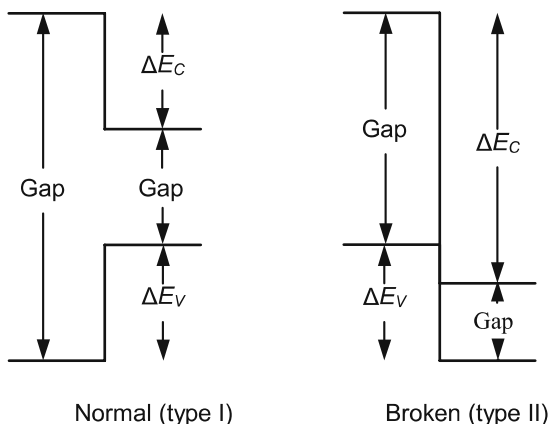 ΔE_C
Gap
Gap
ΔE_V
Normal (type I)
Gap
ΔE_C
ΔE_V
Gap
Broken (type II)